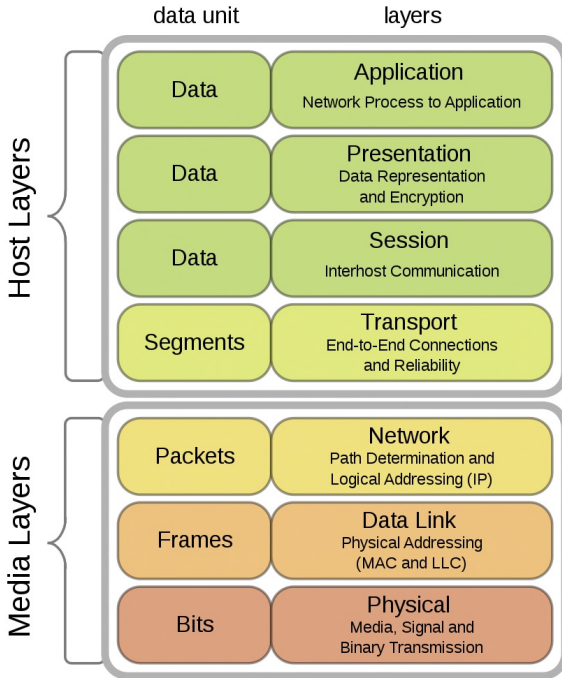 data unit
layers
Host Layers
Data
Application
Network Process to Application
Data
Presentation
Data Representation
and Encryption
Data
Session
Interhost Communication
Segments
Transport
End-to-End Connections
and Reliability
Media Layers
Packets
Network
Path Determination and
Logical Addressing (IP)
Frames
Data Link
Physical Addressing
(MAC and LLC)
Bits
Physical
Media, Signal and
Binary Transmission